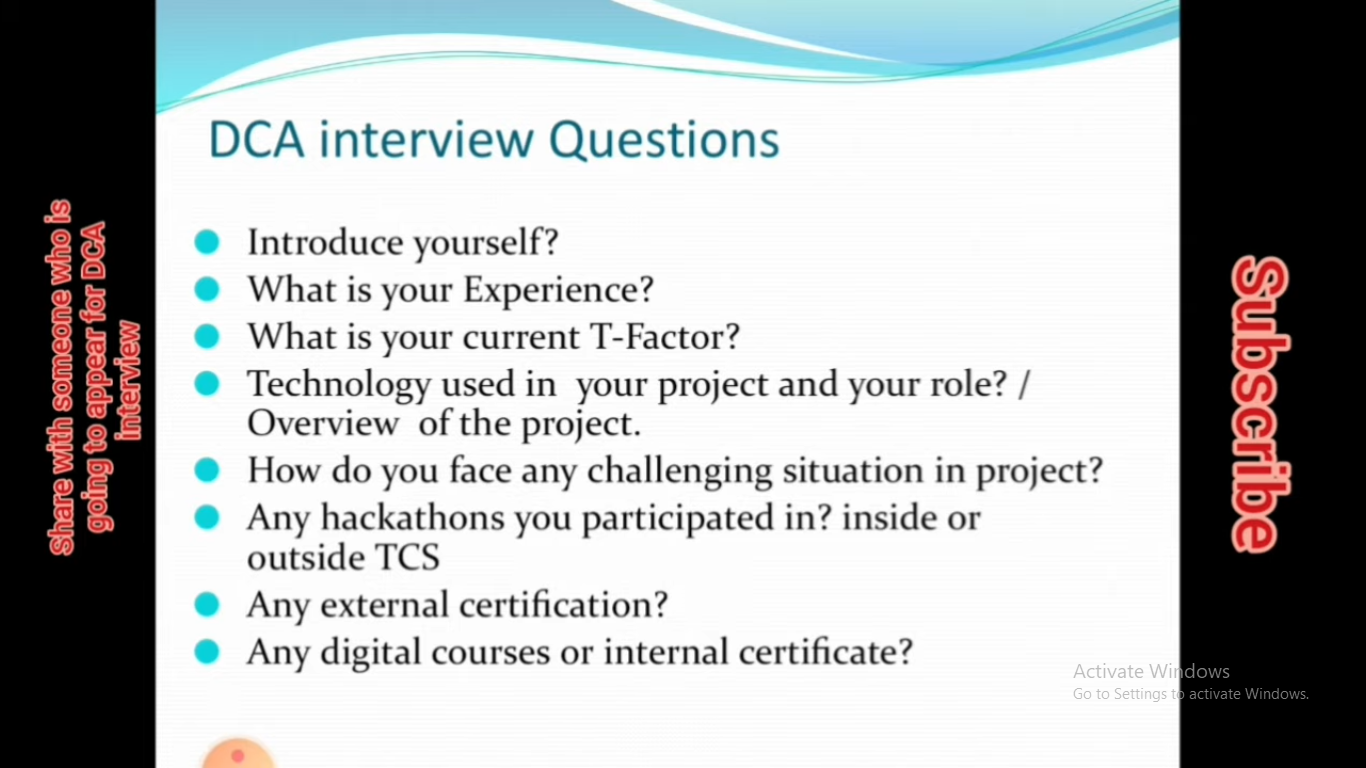 DCA interview Questions
Introduce yourself?
What is your Experience?
What is your current T-Factor?
Technology used in your project and your role? /
Overview of the project.
How do you face any challenging situation in project?
Any hackathons you participated in? inside or
outside TCS
Any external certification?
Any digital courses or internal certificate?
Share with someone who is
going to appear for DCA
interview
Subscribe
Activate Windows
Go to Settings to activate Windows.